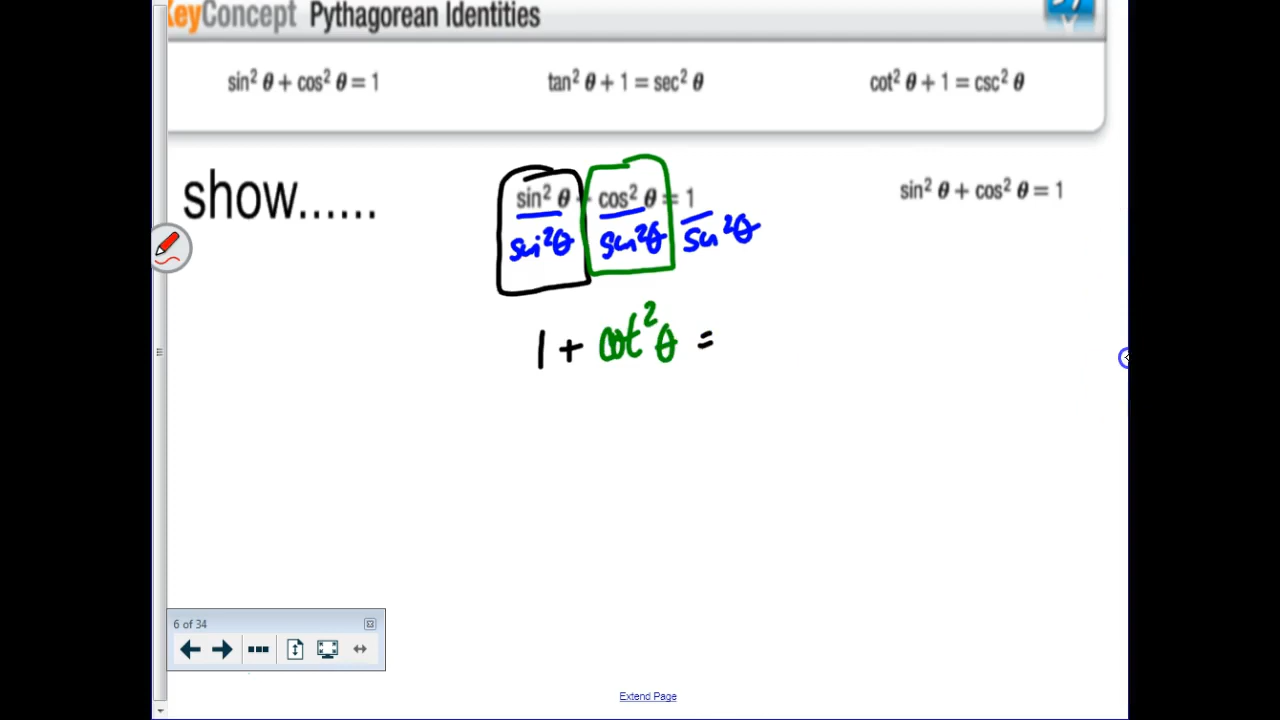 KeyConcept Pythagorean Identities
sin² θ + cos² θ = 1 tan² θ + 1 = sec² θ cot² θ + 1 = csc² θ
show...... sin² θ + cos² θ = 1 sin² θ + cos² θ = 1
sin²θ sin²θ sin²θ
1 + cot²θ =
6 of 34
Extend Page